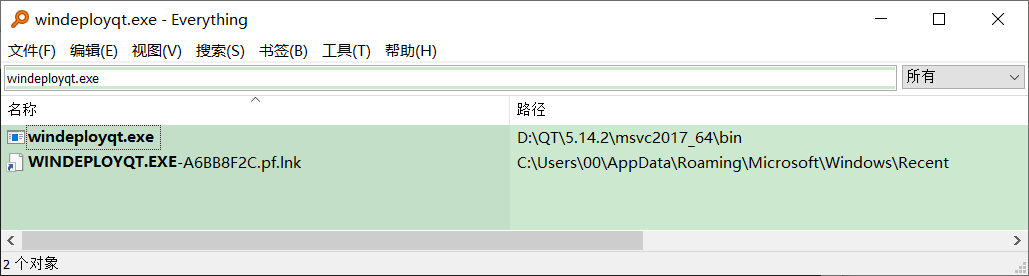 windeployqt.exe - Everything
文件(F) 编辑(E) 视图(V) 搜索(S) 书签(B) 工具(T) 帮助(H)
windeployqt.exe 所有
名称 路径
windeployqt.exe D:\QT\5.14.2\msvc2017_64\bin
WINDEPLOYQT.EXE-A6BB8F2C.pf.lnk C:\Users\00\AppData\Roaming\Microsoft\Windows\Recent
2 个对象